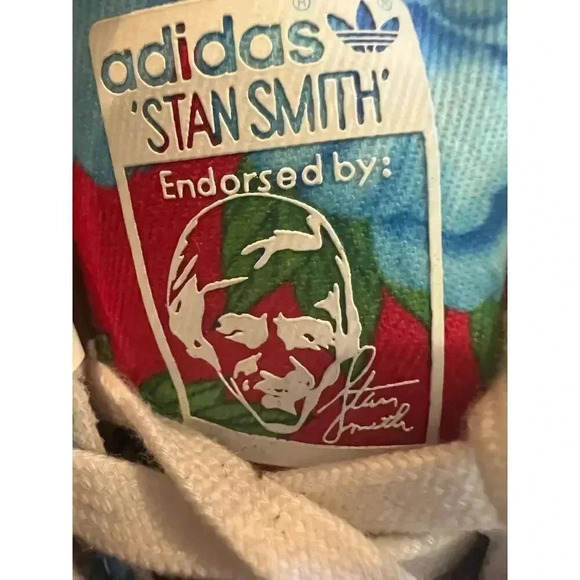 ® ®
adidas
'STAN SMITH'
Endorsed by:
Stan
Smith